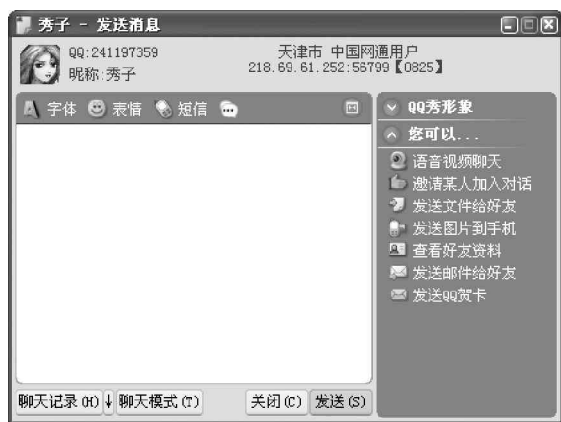 秀子 - 发送消息
QQ:241197359
昵称:秀子
天津市 中国网通用户
218.69.61.252:56799【0825】
字体 表情 短信
QQ秀形象
您可以...
语音视频聊天
邀请某人加入对话
发送文件给好友
发送图片到手机
查看好友资料
发送邮件给好友
发送QQ贺卡
聊天记录(H) ↓ 聊天模式(T) 关闭(C) 发送(S)